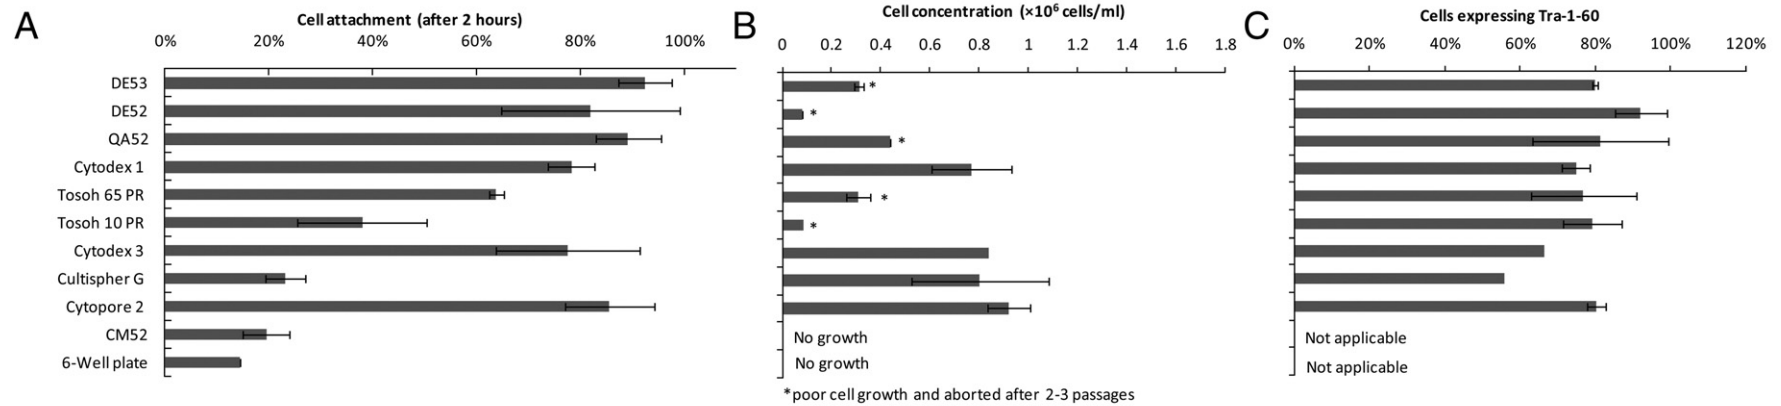 A
Cell attachment (after 2 hours)
0% 20% 40% 60% 80% 100%
DE53
DE52
QA52
Cytodex 1
Tosoh 65 PR
Tosoh 10 PR
Cytodex 3
Cultispher G
Cytopore 2
CM52
6-Well plate
B
Cell concentration (×10⁶ cells/ml)
0 0.2 0.4 0.6 0.8 1 1.2 1.4 1.6 1.8
*
*
*
*
*
No growth
No growth
*poor cell growth and aborted after 2-3 passages
C
Cells expressing Tra-1-60
0% 20% 40% 60% 80% 100% 120%
Not applicable
Not applicable